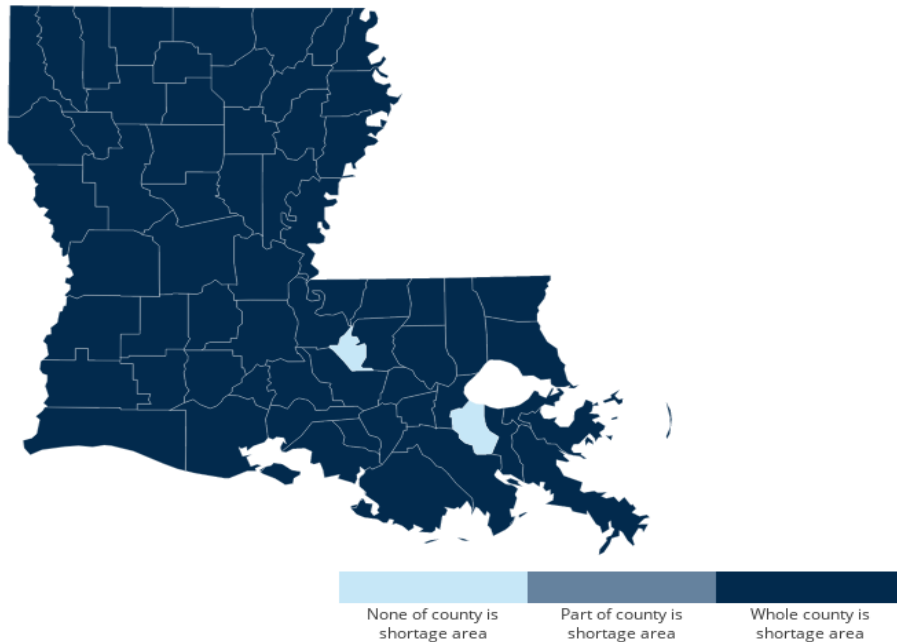 None of county is
shortage area
Part of county is
shortage area
Whole county is
shortage area